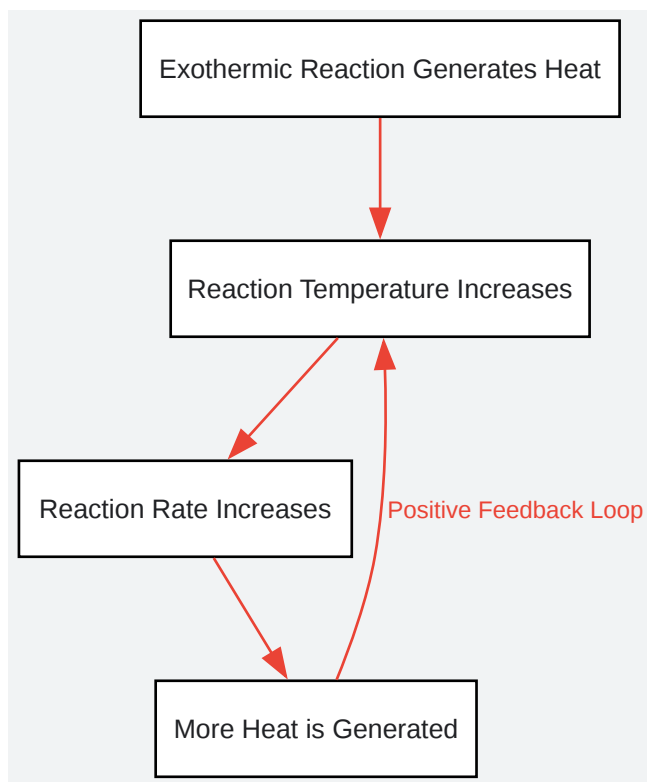 Exothermic Reaction Generates Heat
Reaction Temperature Increases
Reaction Rate Increases
Positive Feedback Loop
More Heat is Generated